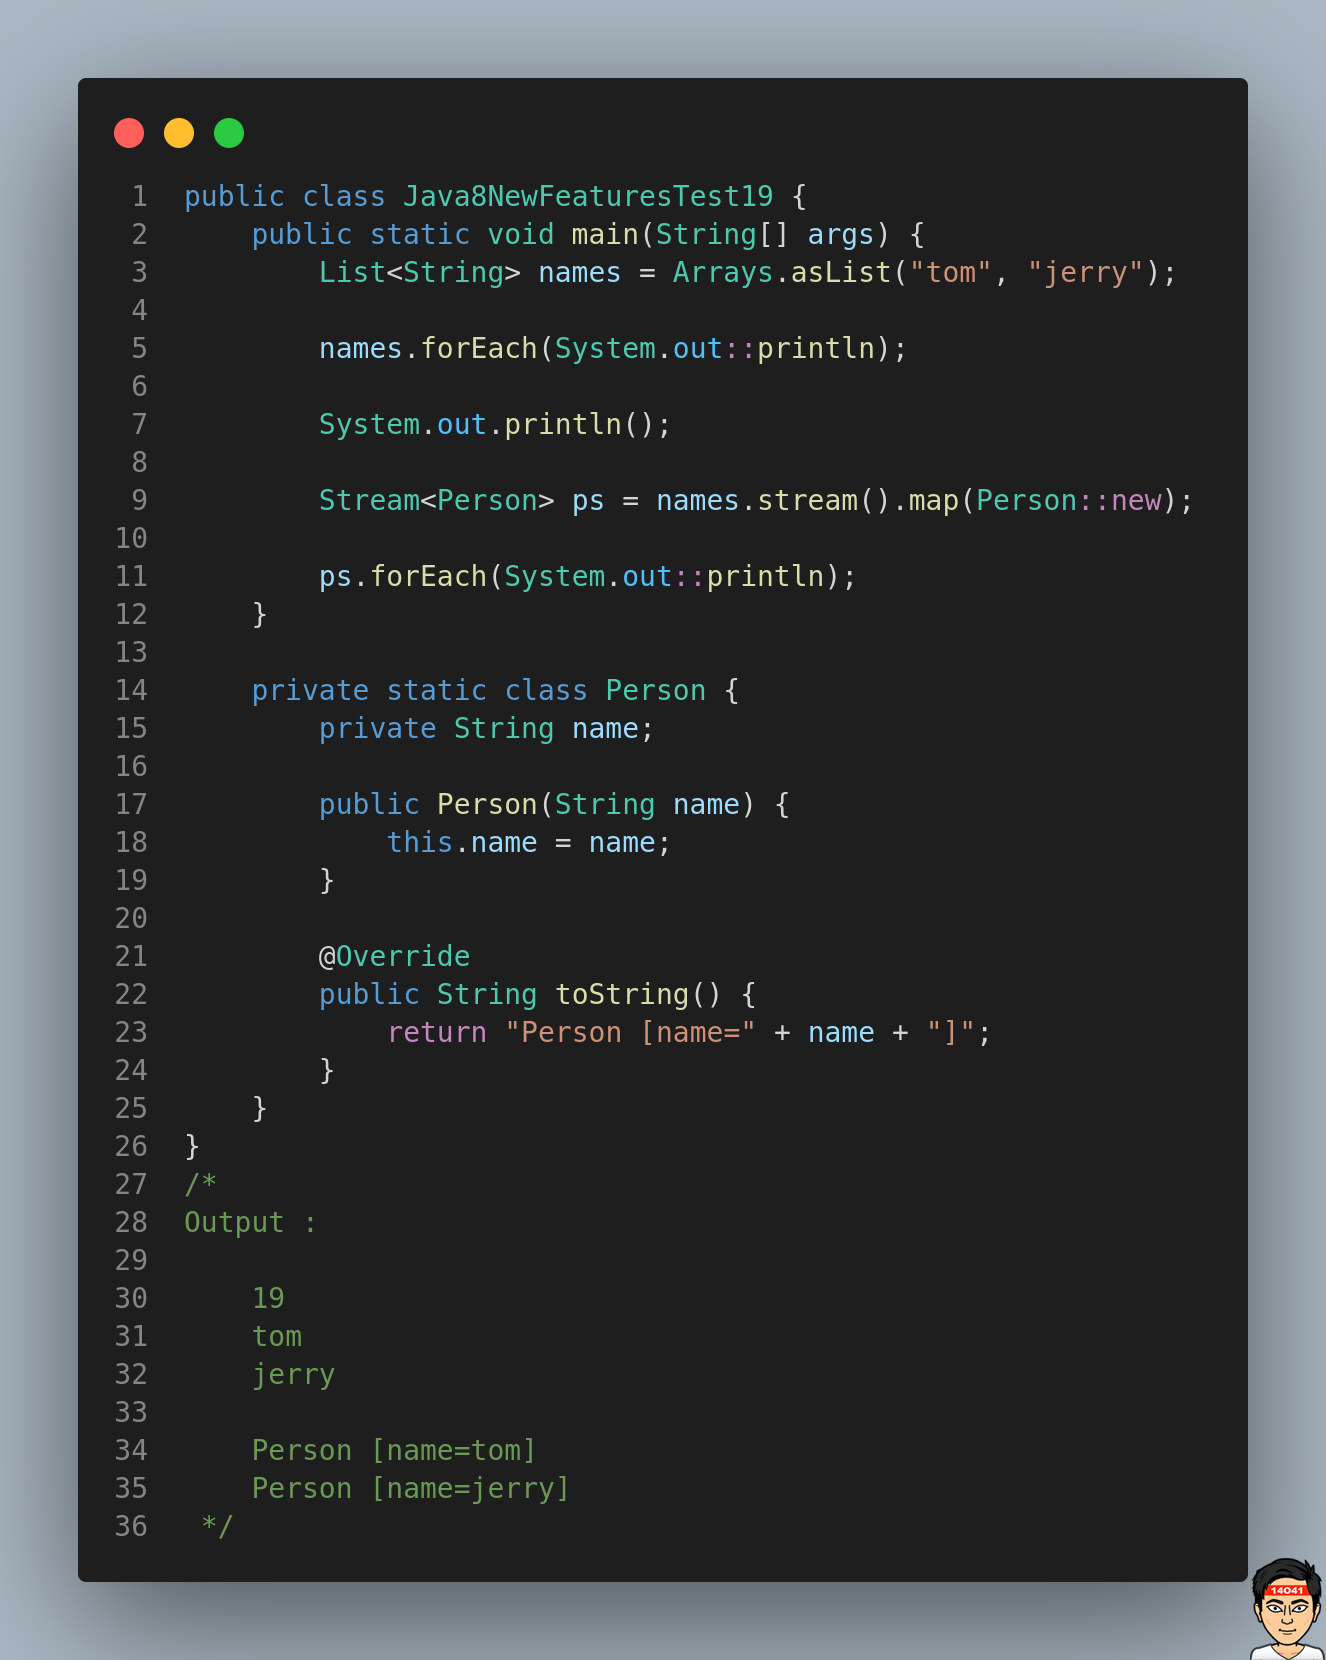 1 public class Java8NewFeaturesTest19 {
2     public static void main(String[] args) {
3         List<String> names = Arrays.asList("tom", "jerry");
4
5         names.forEach(System.out::println);
6
7         System.out.println();
8
9         Stream<Person> ps = names.stream().map(Person::new);
10
11         ps.forEach(System.out::println);
12     }
13
14     private static class Person {
15         private String name;
16
17         public Person(String name) {
18             this.name = name;
19         }
20
21         @Override
22         public String toString() {
23             return "Person [name=" + name + "]";
24         }
25     }
26 }
27 /*
28 Output :
29
30     19
31     tom
32     jerry
33
34     Person [name=tom]
35     Person [name=jerry]
36  */
14041